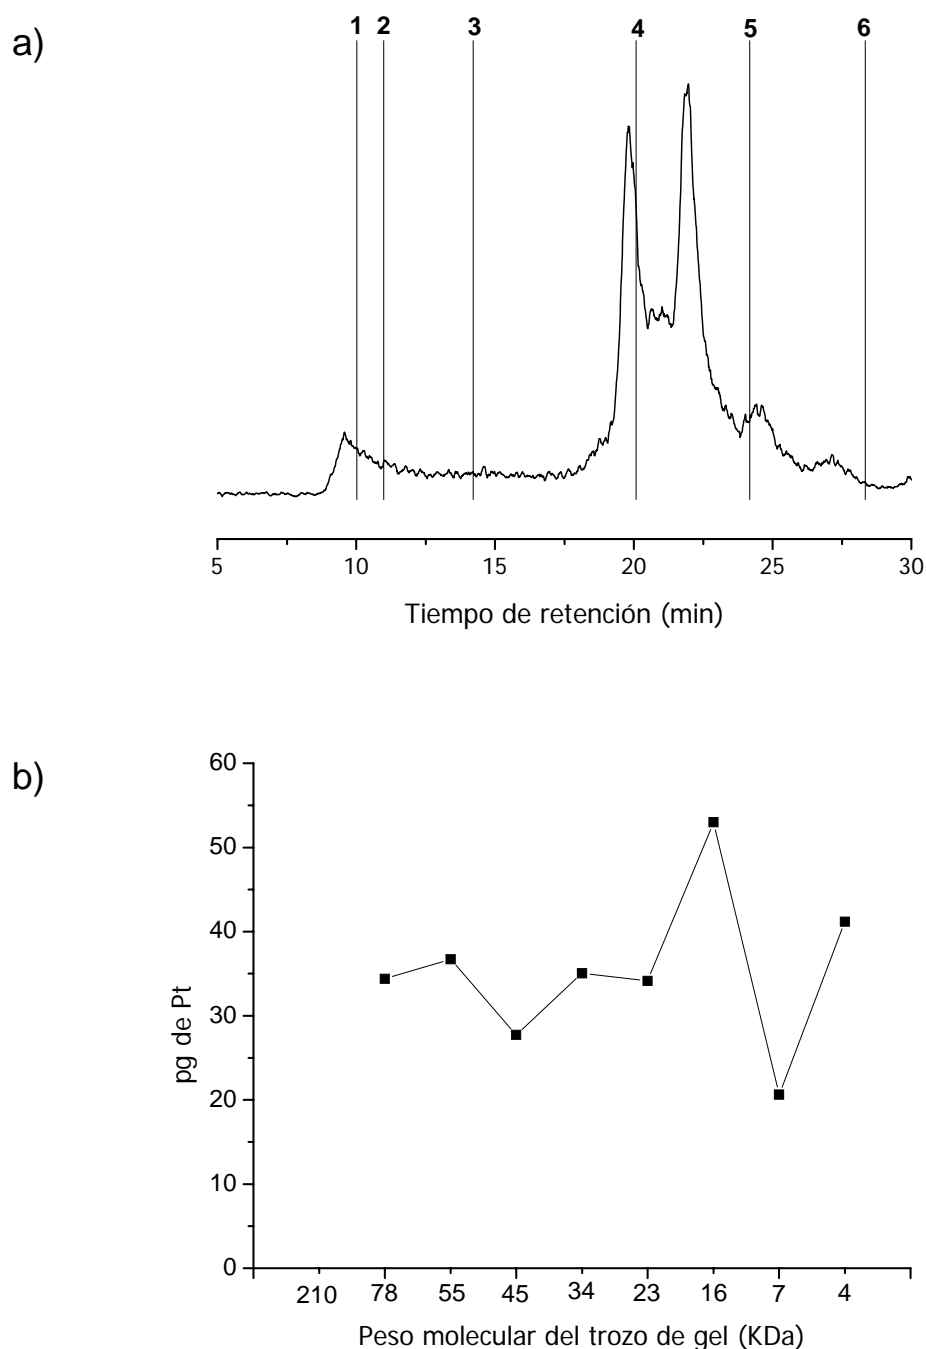 a)
1 2 3 4 5 6
5 10 15 20 25 30
Tiempo de retención (min)
b)
60
50
40
30
20
10
0
pg de Pt
210 78 55 45 34 23 16 7 4
Peso molecular del trozo de gel (KDa)